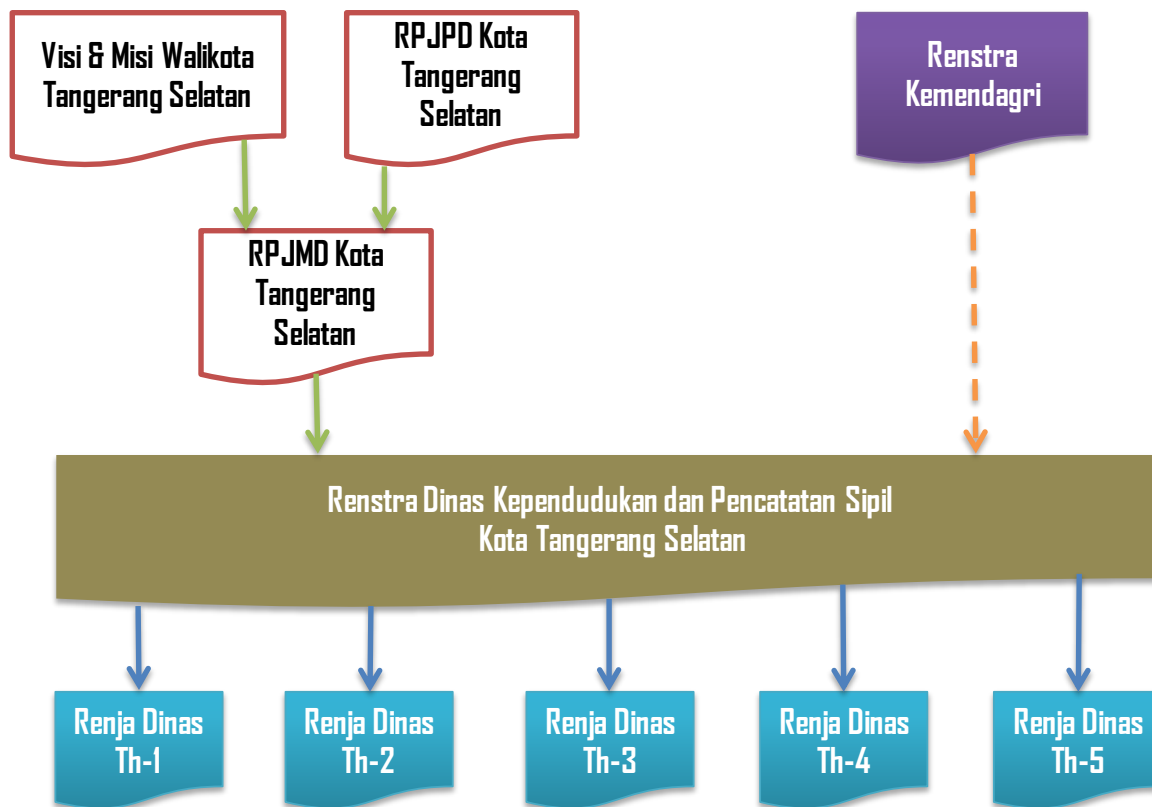 Visi & Misi Walikota
Tangerang Selatan
RPJPD Kota
Tangerang
Selatan
Renstra
Kemendagri
RPJMD Kota
Tangerang
Selatan
Renstra Dinas Kependudukan dan Pencatatan Sipil
Kota Tangerang Selatan
Renja Dinas
Th-1
Renja Dinas
Th-2
Renja Dinas
Th-3
Renja Dinas
Th-4
Renja Dinas
Th-5